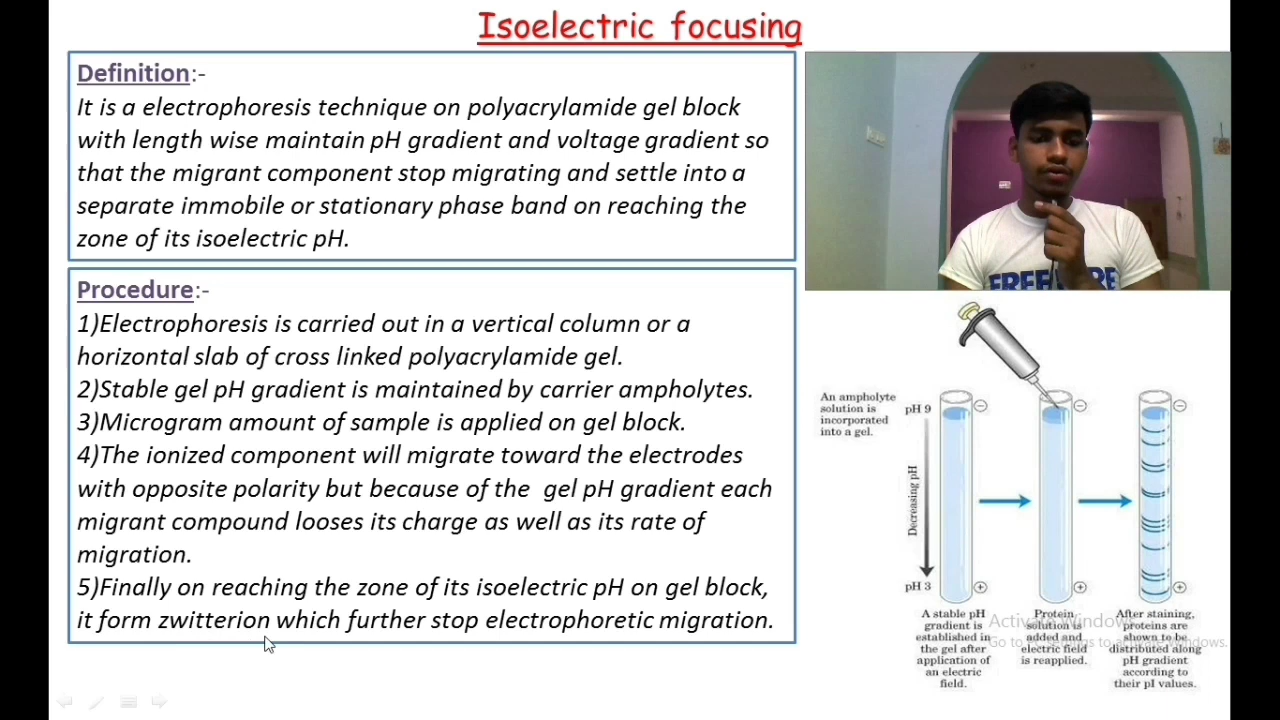 Isoelectric focusing
Definition:-
It is a electrophoresis technique on polyacrylamide gel block
with length wise maintain pH gradient and voltage gradient so
that the migrant component stop migrating and settle into a
separate immobile or stationary phase band on reaching the
zone of its isoelectric pH.
Procedure:-
1)Electrophoresis is carried out in a vertical column or a
horizontal slab of cross linked polyacrylamide gel.
2)Stable gel pH gradient is maintained by carrier ampholytes.
3)Microgram amount of sample is applied on gel block.
4)The ionized component will migrate toward the electrodes
with opposite polarity but because of the gel pH gradient each
migrant compound looses its charge as well as its rate of
migration.
5)Finally on reaching the zone of its isoelectric pH on gel block,
it form zwitterion which further stop electrophoretic migration.
An ampholyte
solution is
incorporated
into a gel.
pH 9
Decreasing pH
pH 3
A stable pH
gradient is
established in
the gel after
application of
an electric
field.
Protein
solution is
added and
electric field
is reapplied.
After staining,
proteins are
shown to be
distributed along
pH gradient
according to
their pI values.
Activate Windows
Go to PC settings to activate Windows.